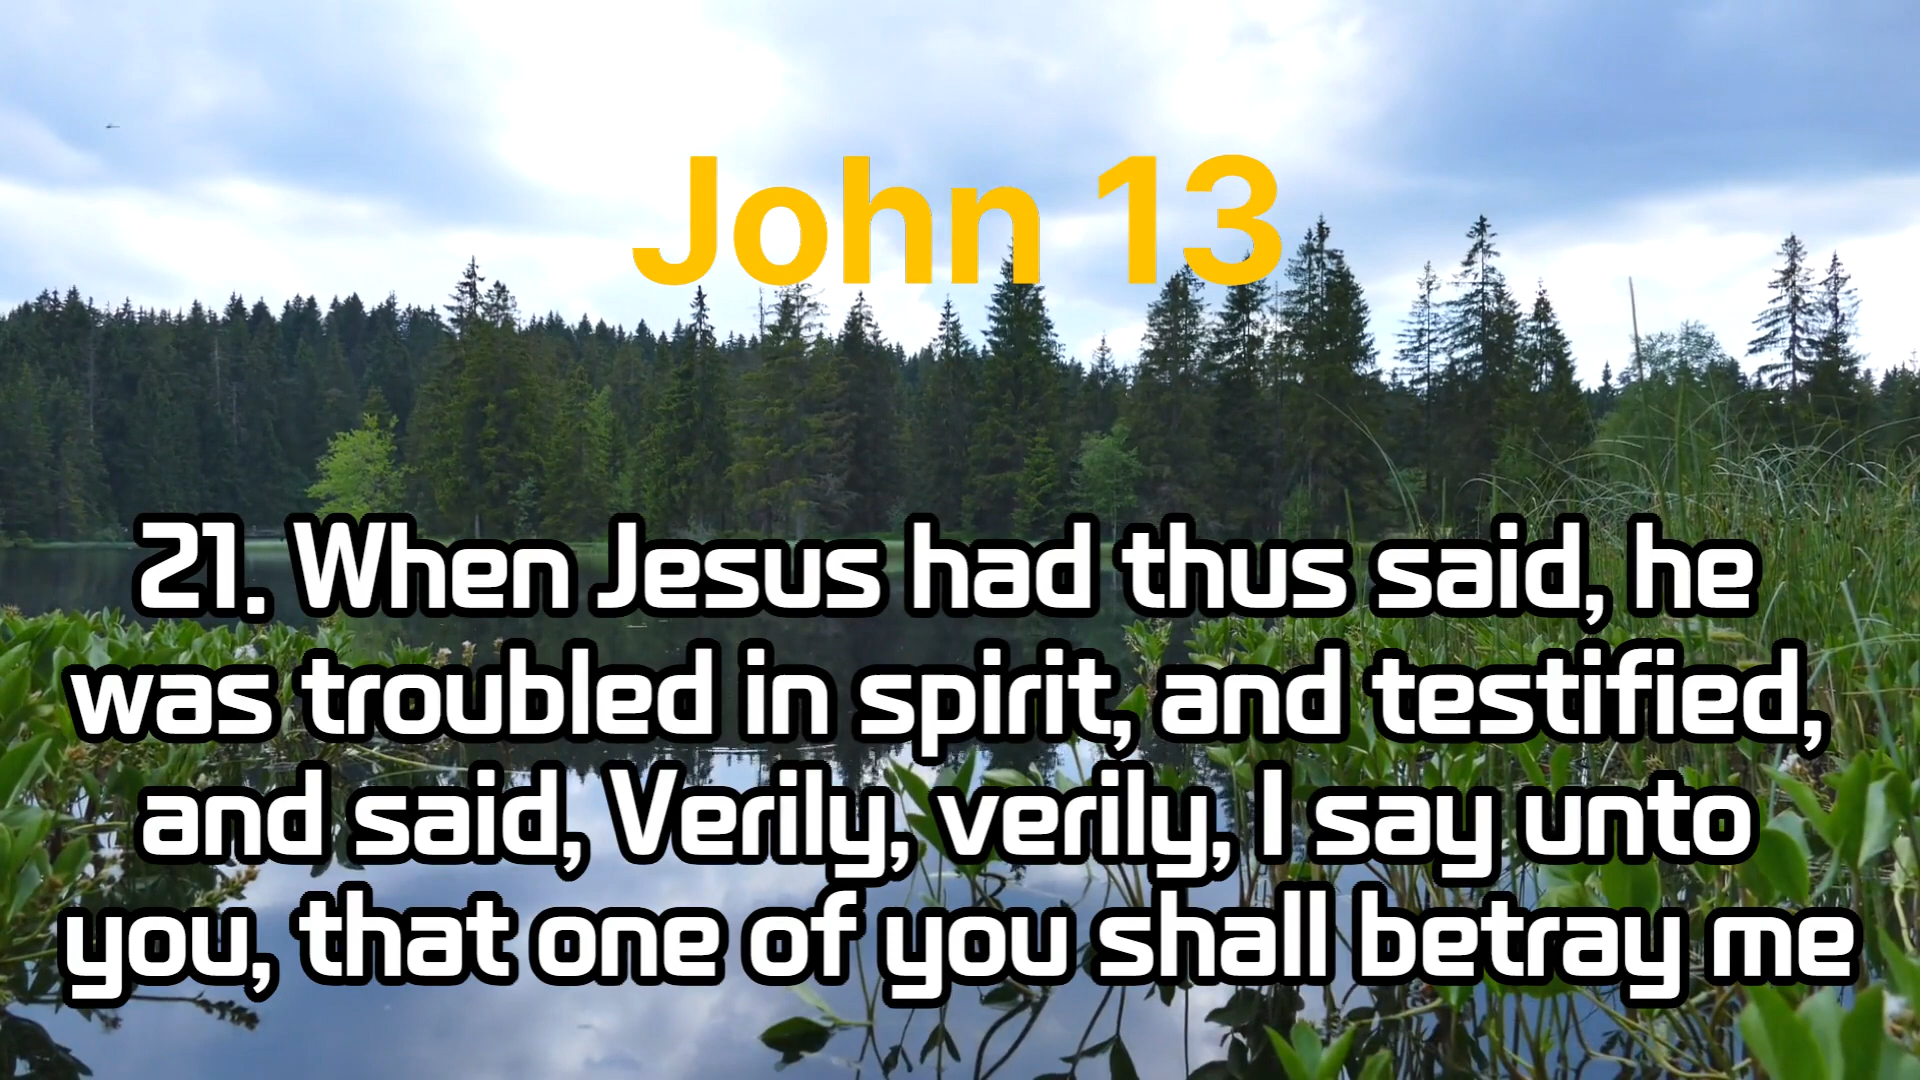 John 13
21. When Jesus had thus said, he
was troubled in spirit, and testified,
and said, Verily, verily, I say unto
you, that one of you shall betray me